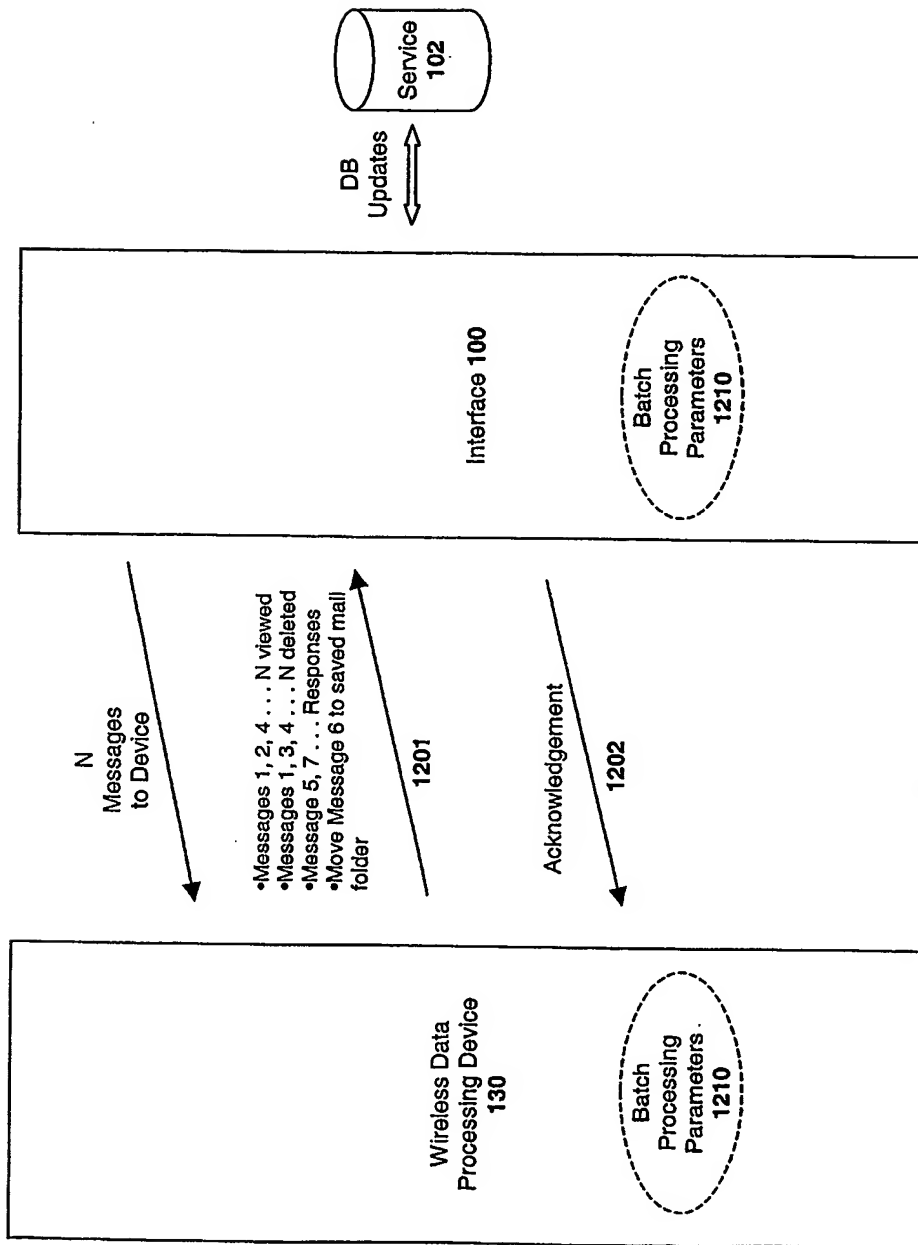 N
Messages
to Device
•Messages 1, 2, 4 . . . N viewed
•Messages 1, 3, 4 . . . N deleted
•Message 5, 7 . . . Responses
•Move Message 6 to saved mail
folder
1201
Acknowledgement
1202
Wireless Data
Processing Device
130
Batch
Processing
Parameters.
1210
Interface 100
Batch
Processing
Parameters
1210
DB
Updates
Service
102